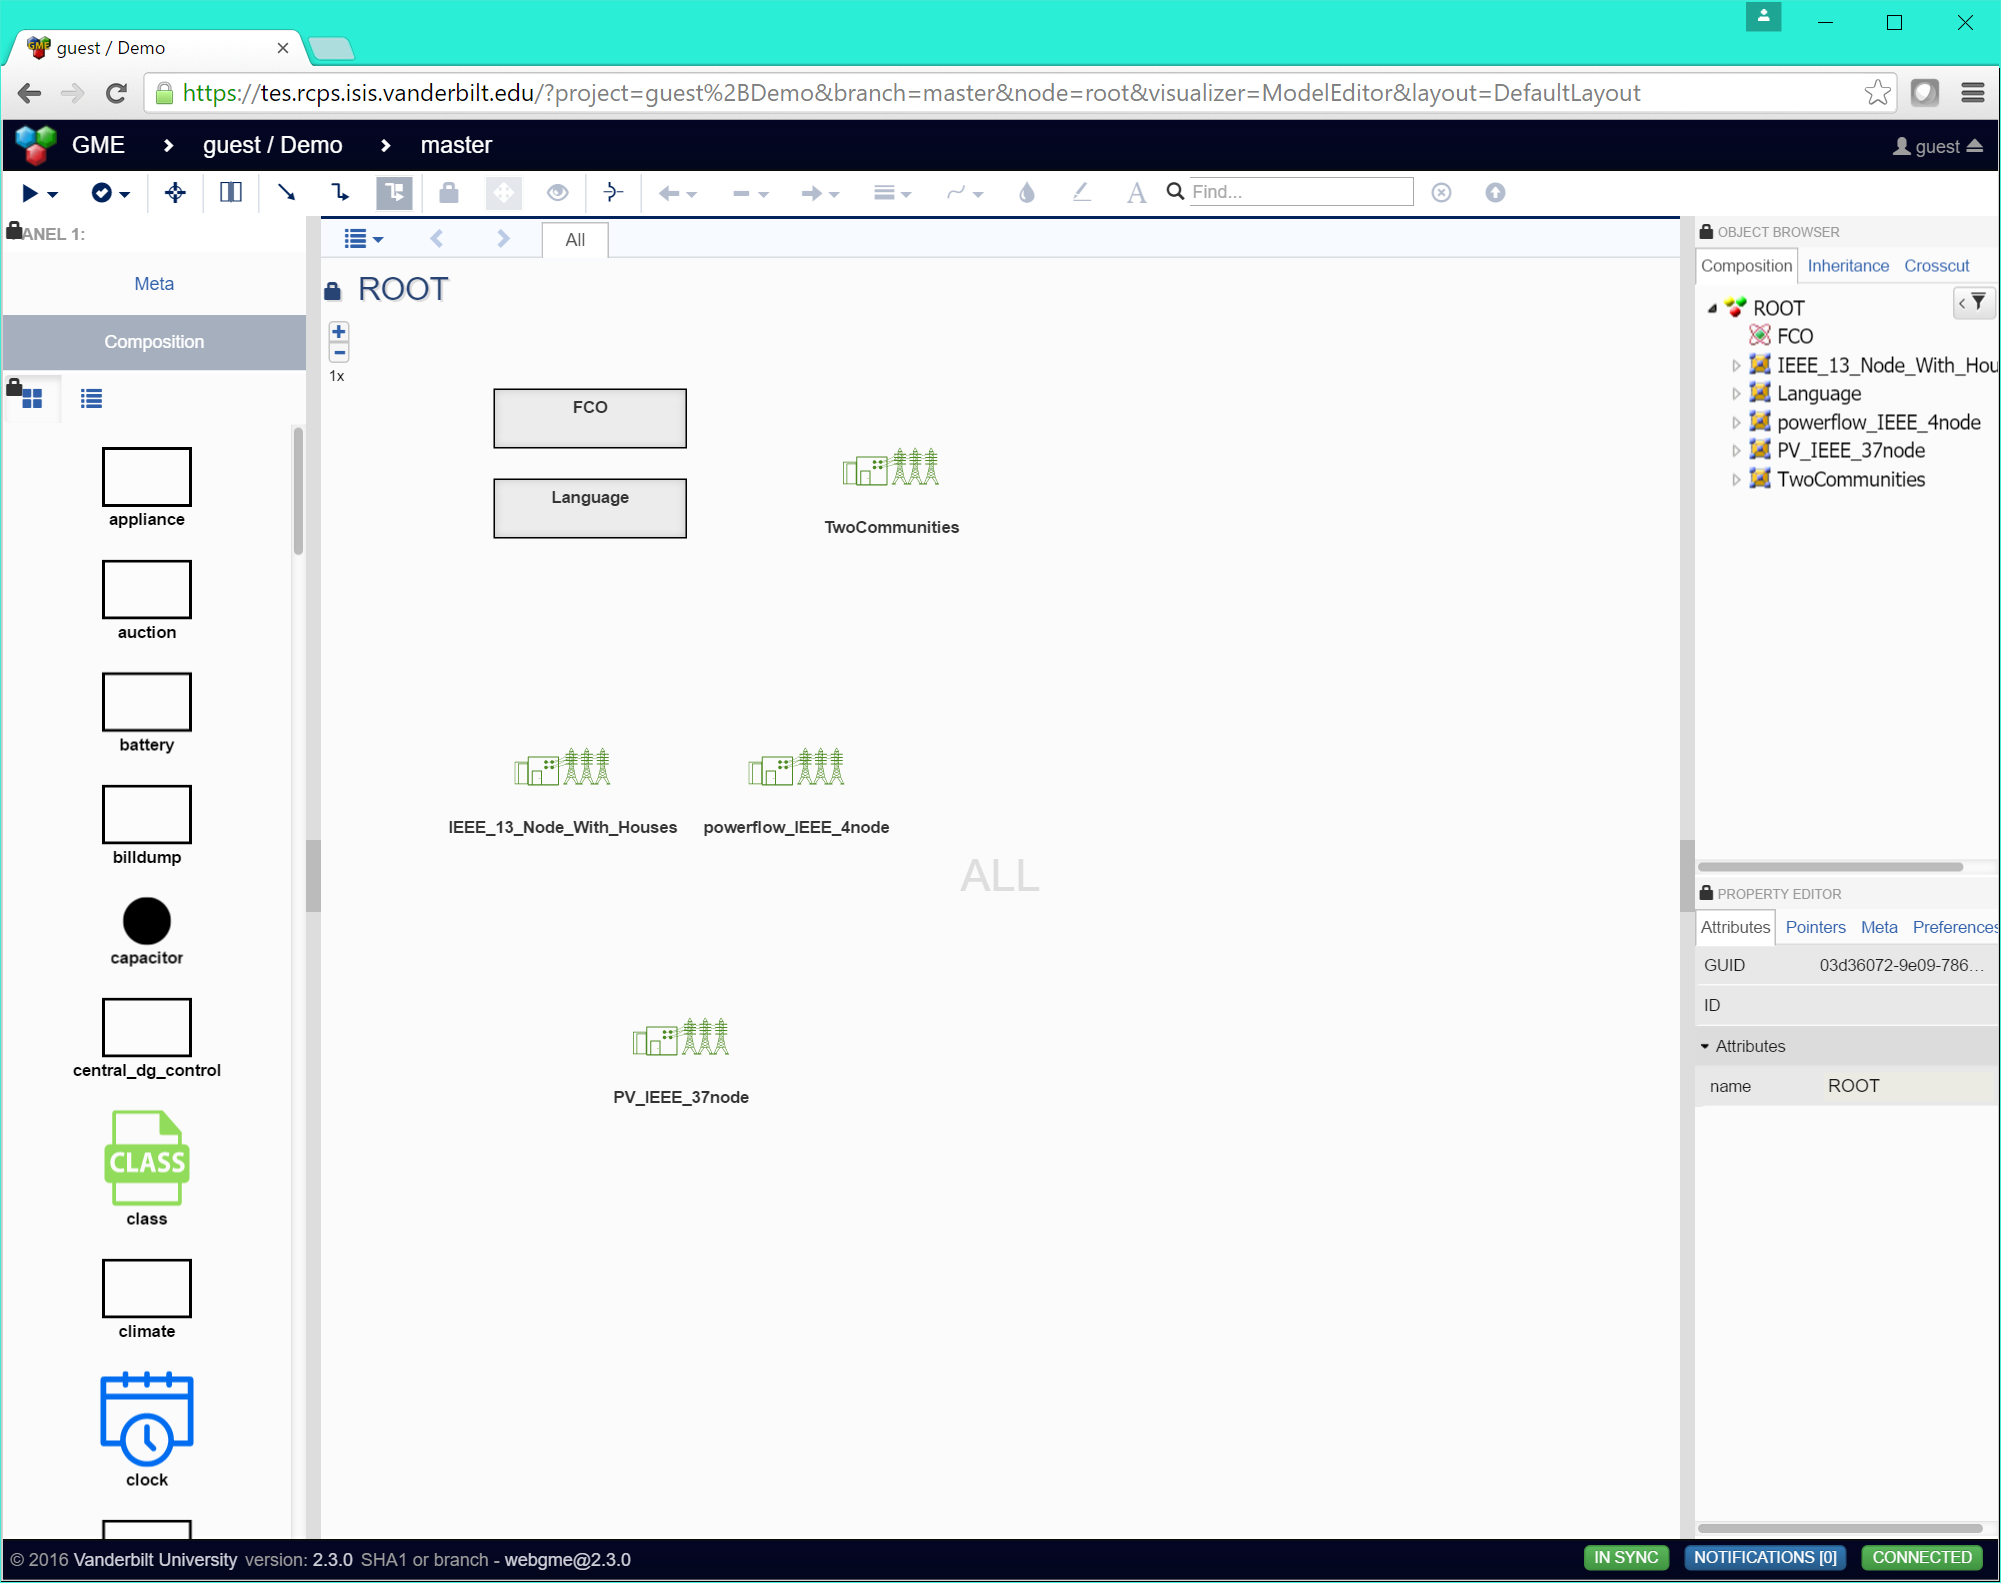 guest / Demo
https://tes.rcps.isis.vanderbilt.edu/?project=guest%2BDemo&branch=master&node=root&visualizer=ModelEditor&layout=DefaultLayout
GME > guest / Demo > master
guest
Find...
ANEL 1:
Meta
Composition
appliance
auction
battery
billdump
capacitor
central_dg_control
CLASS
class
climate
clock
All
ROOT
1x
FCO
Language
TwoCommunities
IEEE_13_Node_With_Houses
powerflow_IEEE_4node
ALL
PV_IEEE_37node
OBJECT BROWSER
Composition Inheritance Crosscut
ROOT
FCO
IEEE_13_Node_With_Hou
Language
powerflow_IEEE_4node
PV_IEEE_37node
TwoCommunities
PROPERTY EDITOR
Attributes Pointers Meta Preferences
GUID 03d36072-9e09-786...
ID
Attributes
name ROOT
© 2016 Vanderbilt University version: 2.3.0 SHA1 or branch - webgme@2.3.0
IN SYNC NOTIFICATIONS [0] CONNECTED